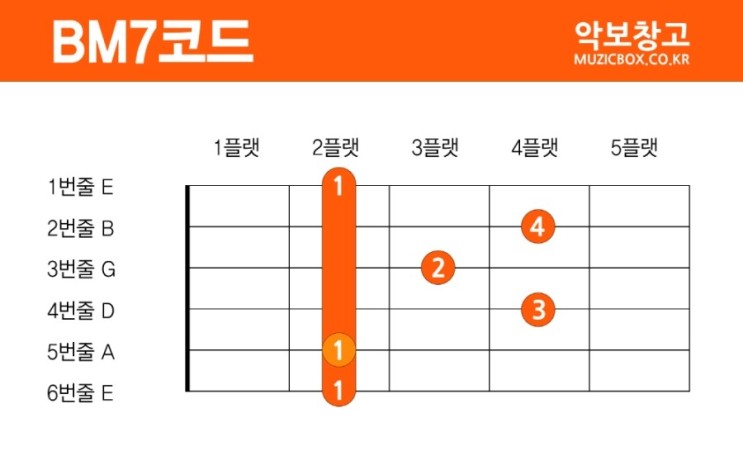 BM7코드
악보창고
MUZICBOX.CO.KR
1플랫 2플랫 3플랫 4플랫 5플랫
1번줄 E 1
2번줄 B 4
3번줄 G 2
4번줄 D 3
5번줄 A 1
6번줄 E 1